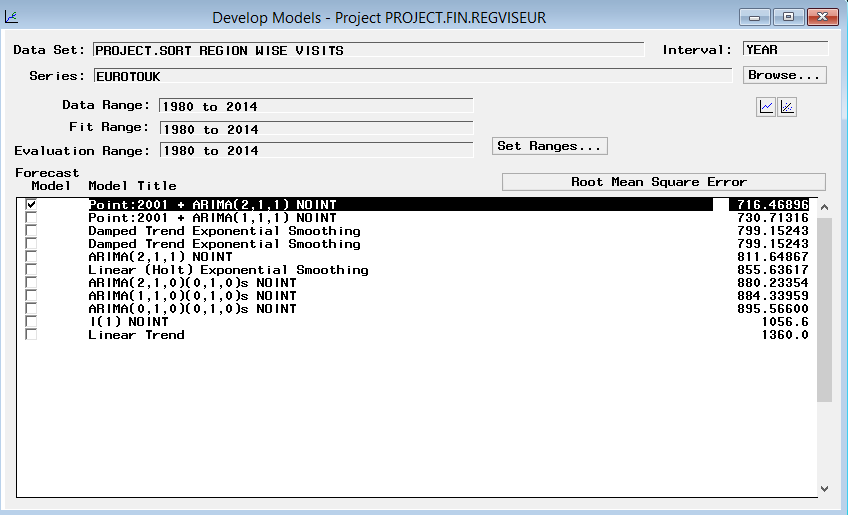 Develop Models - Project PROJECT.FIN.REGVISEUR
Data Set: PROJECT.SORT REGION WISE VISITS Interval: YEAR
Series: EUROTOUK Browse...
Data Range: 1980 to 2014
Fit Range: 1980 to 2014
Evaluation Range: 1980 to 2014 Set Ranges...
Forecast
Model Model Title Root Mean Square Error
Point:2001 + ARIMA(2,1,1) NOINT 716.46896
Point:2001 + ARIMA(1,1,1) NOINT 730.71316
Damped Trend Exponential Smoothing 799.15243
Damped Trend Exponential Smoothing 799.15243
ARIMA(2,1,1) NOINT 811.64867
Linear (Holt) Exponential Smoothing 855.63617
ARIMA(2,1,0)(0,1,0)s NOINT 880.23354
ARIMA(1,1,0)(0,1,0)s NOINT 884.33959
ARIMA(0,1,0)(0,1,0)s NOINT 895.56600
I(1) NOINT 1056.6
Linear Trend 1360.0